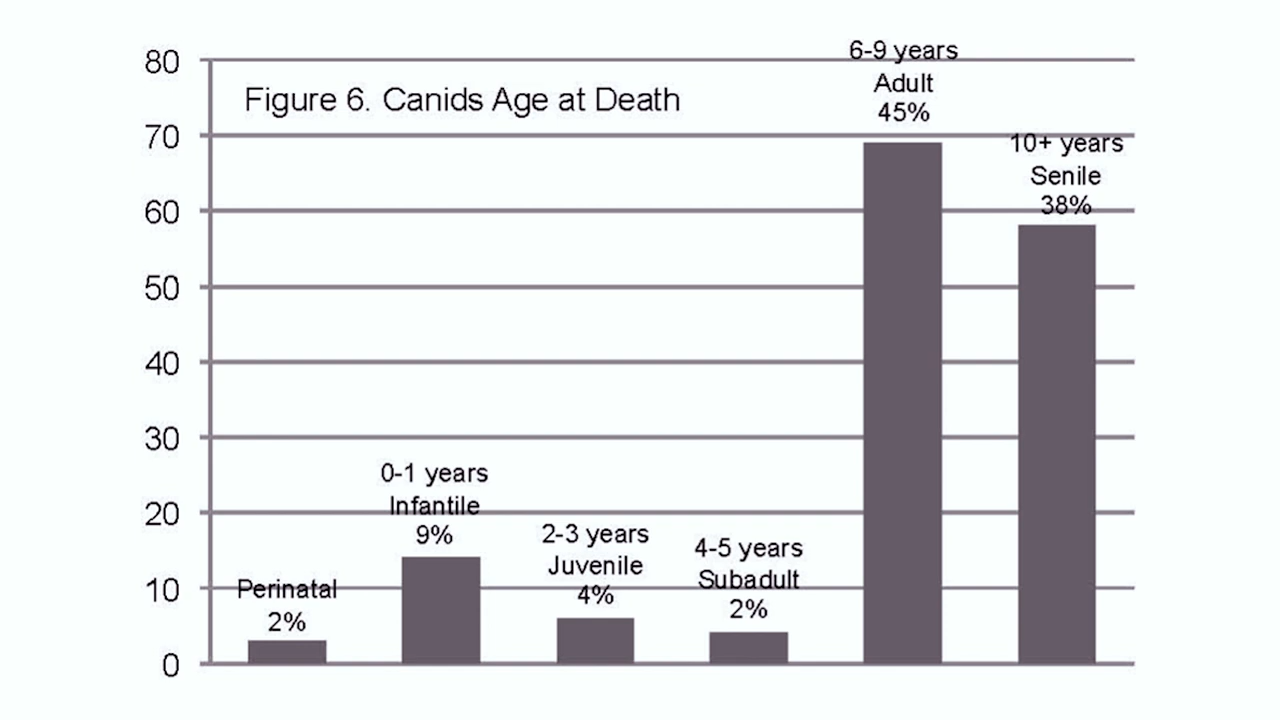 Figure 6. Canids Age at Death
80
70
60
50
40
30
20
10
0
Perinatal
2%
0-1 years
Infantile
9%
2-3 years
Juvenile
4%
4-5 years
Subadult
2%
6-9 years
Adult
45%
10+ years
Senile
38%